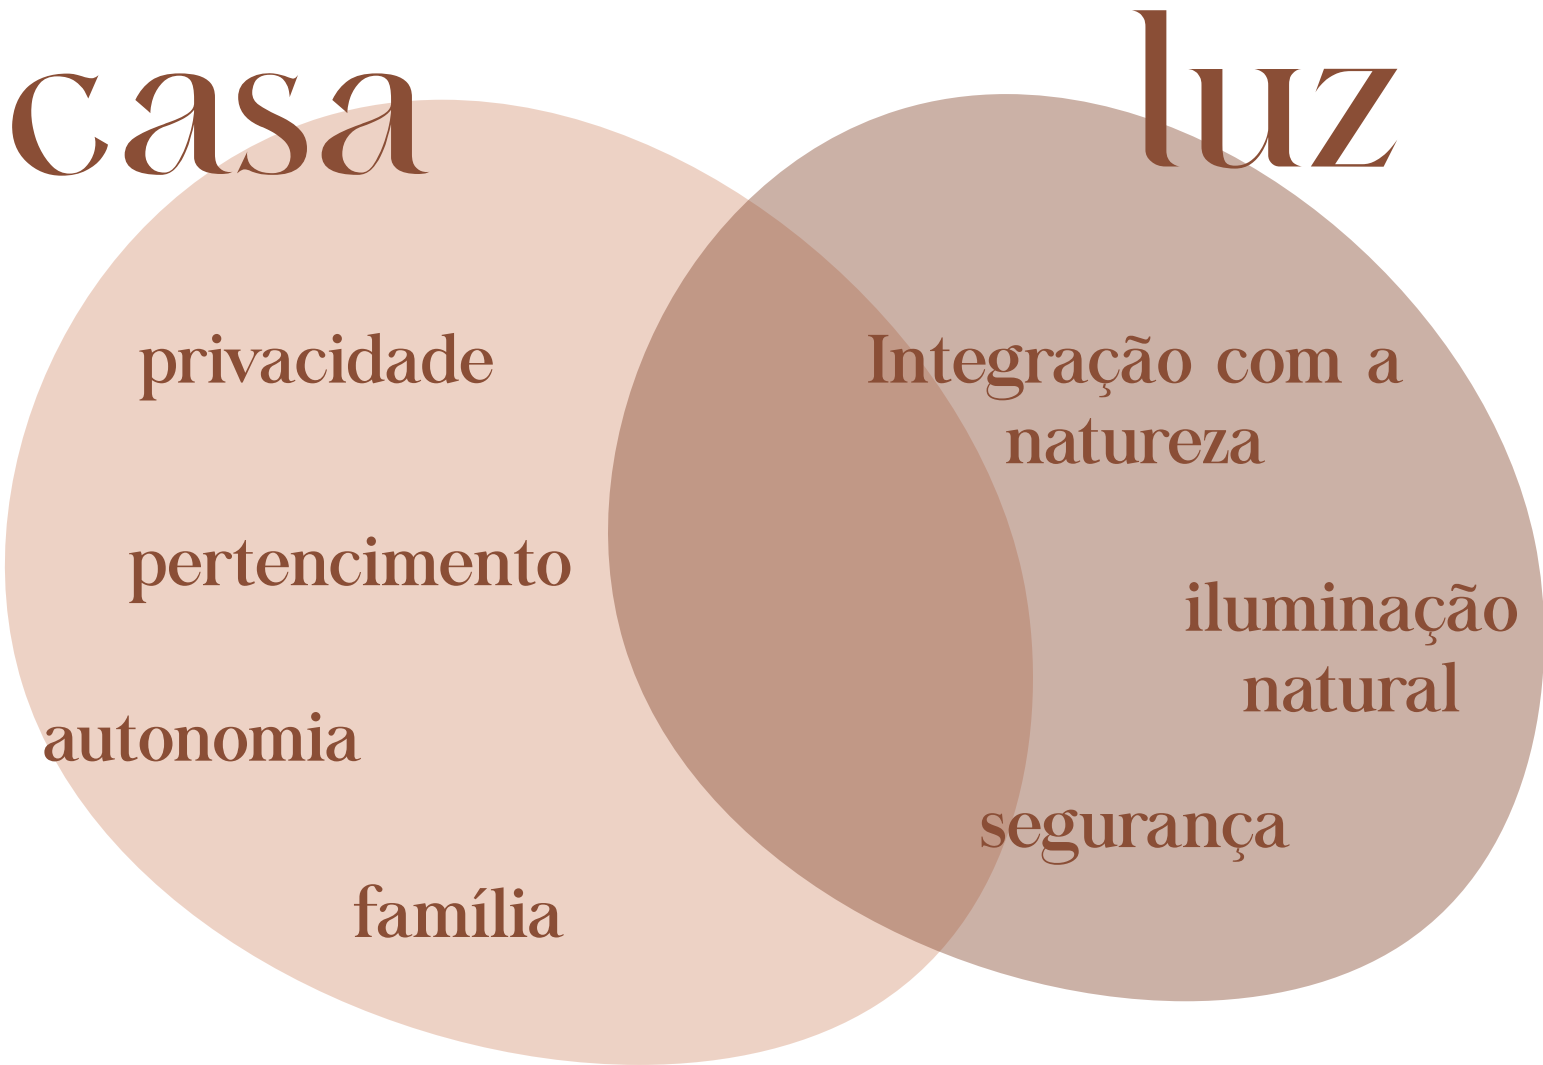 casa
luz
privacidade
pertencimento
autonomia
família
Integração com a
natureza
iluminação
natural
segurança